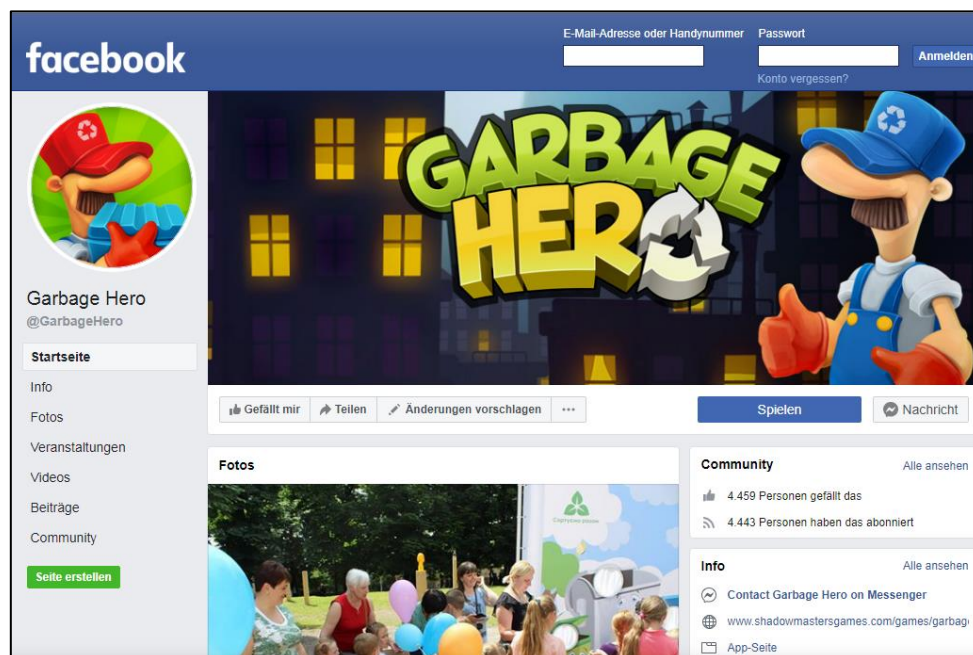 facebook
E-Mail-Adresse oder Handynummer
Passwort
Anmelden
Konto vergessen?
GARBAGE
HERO
Garbage Hero
@GarbageHero
Startseite
Info
Fotos
Veranstaltungen
Videos
Beiträge
Community
Seite erstellen
Gefällt mir
Teilen
Änderungen vorschlagen
Spielen
Nachricht
Fotos
Community
Alle ansehen
4.459 Personen gefällt das
4.443 Personen haben das abonniert
Info
Alle ansehen
Contact Garbage Hero on Messenger
www.shadowmastersgames.com/games/garbag
App-Seite